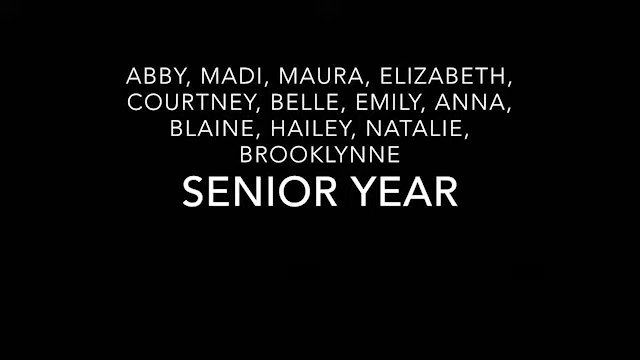 ABBY, MADI, MAURA, ELIZABETH,
COURTNEY, BELLE, EMILY, ANNA,
BLAINE, HAILEY, NATALIE,
BROOKLYNNE
SENIOR YEAR